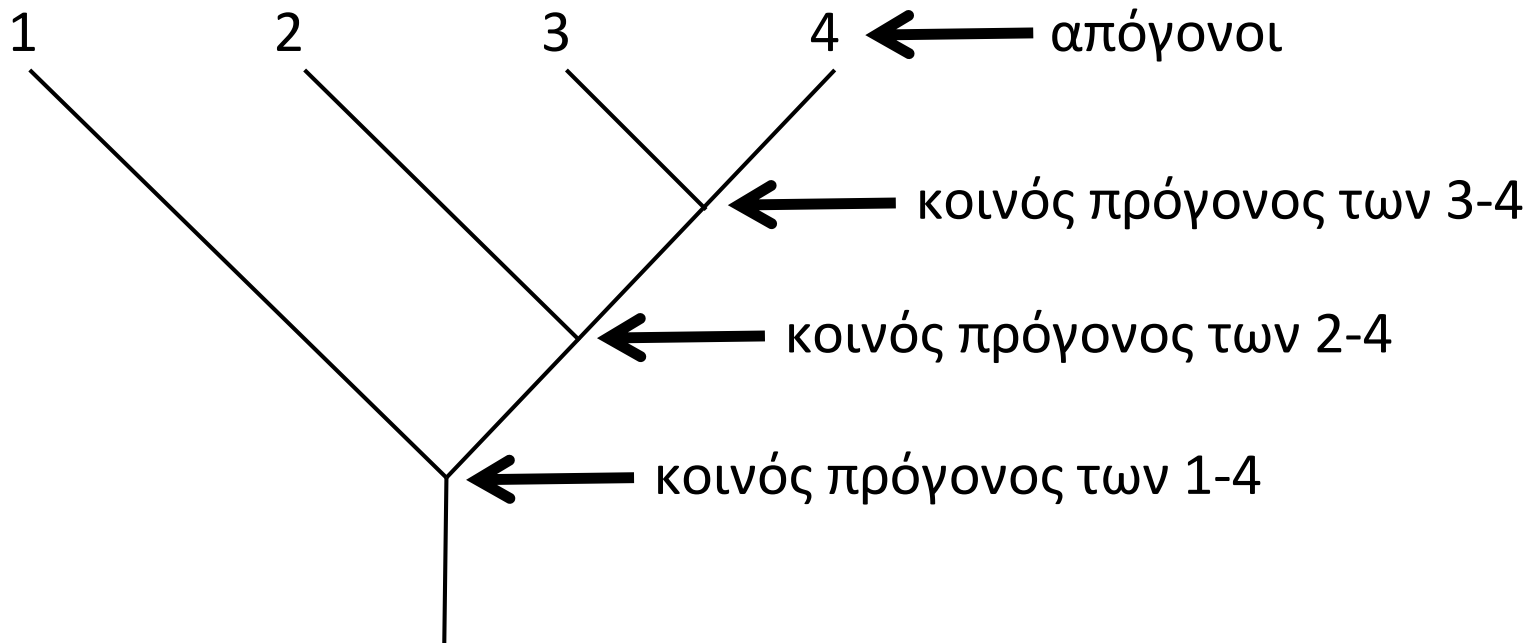 1 2 3 4 απόγονοι
κοινός πρόγονος των 3-4
κοινός πρόγονος των 2-4
κοινός πρόγονος των 1-4